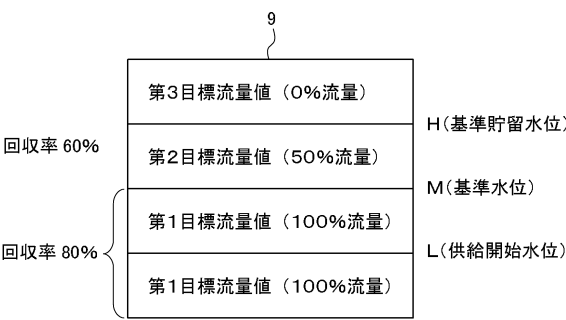 9
第3目標流量値（0％流量）
H（基準貯留水位）
回収率 60%
第2目標流量値（50％流量）
M（基準水位）
第1目標流量値（100％流量）
回収率 80%
L（供給開始水位）
第1目標流量値（100％流量）